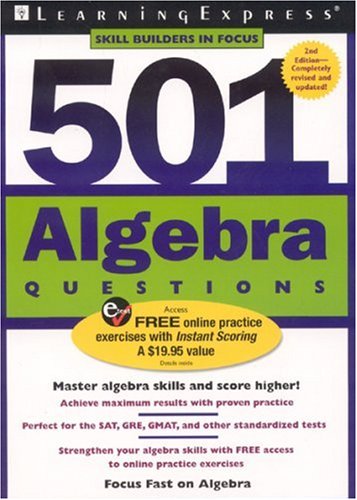 LEARNINGEXPRESS®
SKILL BUILDERS IN FOCUS
2nd
Edition—
Completely
revised and
updated!
501
Algebra
QUESTIONS
e test
Access
FREE online practice
exercises with Instant Scoring
A $19.95 value
Details inside
Master algebra skills and score higher!
Achieve maximum results with proven practice
Perfect for the SAT, GRE, GMAT, and other standardized tests
Strengthen your algebra skills with FREE access
to online practice exercises
Focus Fast on Algebra